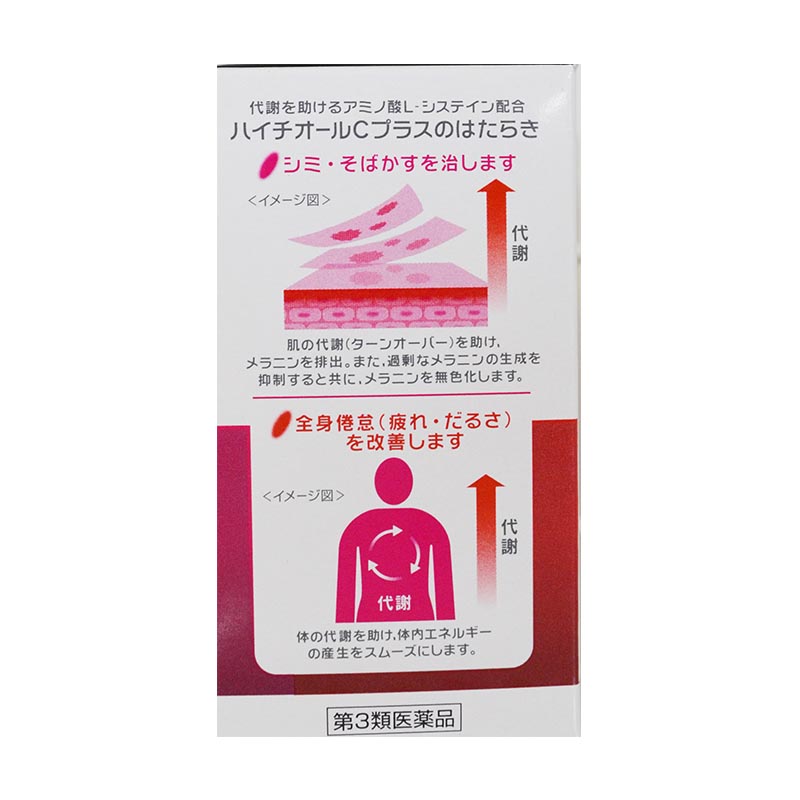 代謝を助けるアミノ酸L-システイン配合
ハイチオールCプラスのはたらき
シミ・そばかすを治します
<イメージ図>
代謝
肌の代謝(ターンオーバー)を助け,
メラニンを排出。また,過剰なメラニンの生成を
抑制すると共に,メラニンを無色化します。
全身倦怠(疲れ・だるさ)
を改善します
<イメージ図>
代謝
代謝
体の代謝を助け,体内エネルギー
の産生をスムーズにします。
第3類医薬品